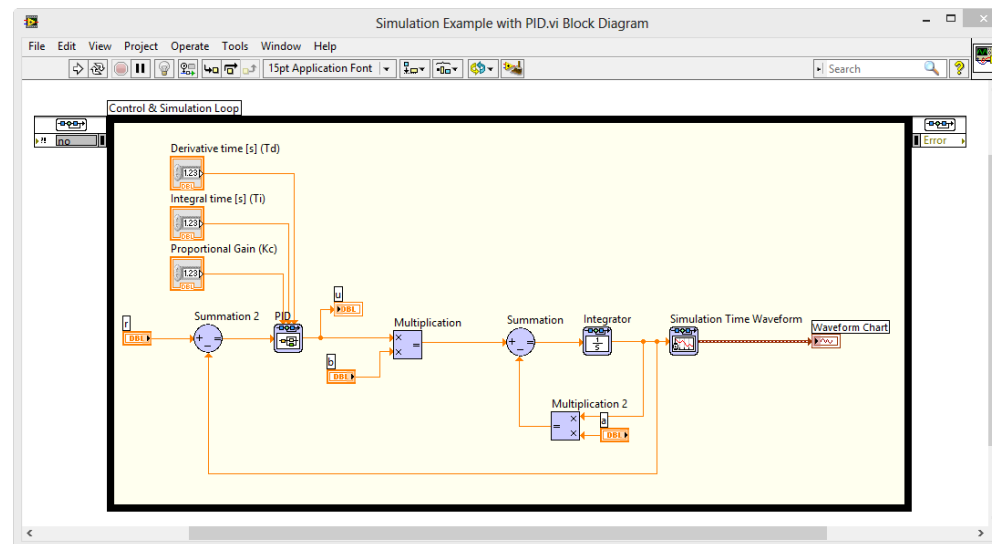 Simulation Example with PID.vi Block Diagram
File Edit View Project Operate Tools Window Help
15pt Application Font
Search
?
Control & Simulation Loop
!! no
Error
Derivative time [s] (Td)
1.23
DBL
Integral time [s] (Ti)
1.23
DBL
Proportional Gain (Kc)
1.23
DBL
r
DBL
Summation 2
+ - =
PID
u
DBL
b
DBL
Multiplication
× × =
Summation
+ - =
Integrator
1/s
Simulation Time Waveform
Waveform Chart
Multiplication 2
= × ×
a
DBL